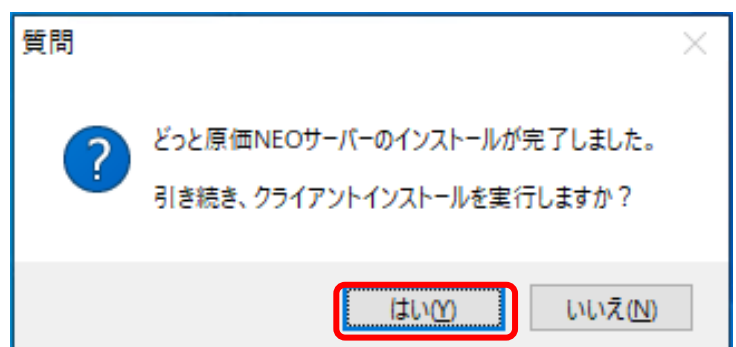 質問
どっと原価NEOサーバーのインストールが完了しました。
引き続き、クライアントインストールを実行しますか？
はい(Y) いいえ(N)